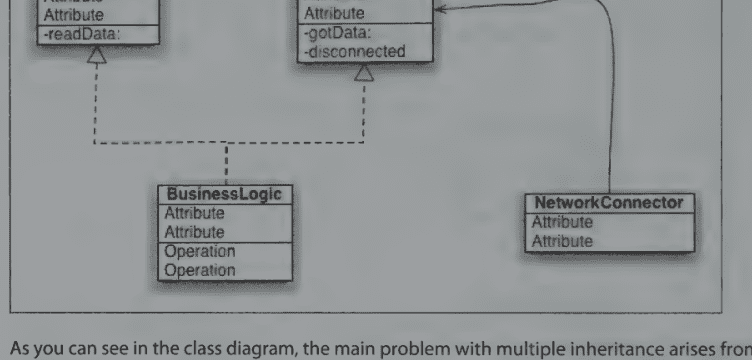 Attribute
-readData:
Attribute
-gotData:
-disconnected
BusinessLogic
Attribute
Attribute
Operation
Operation
NetworkConnector
Attribute
Attribute
As you can see in the class diagram, the main problem with multiple inheritance arises from